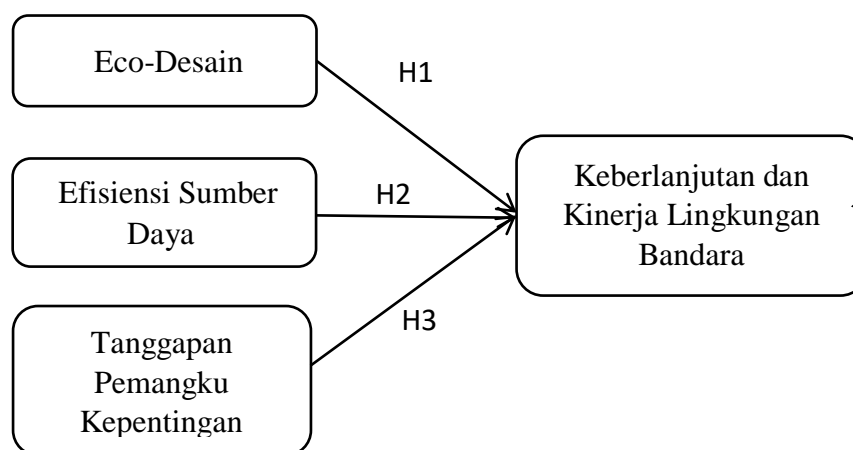 Eco-Desain
H1
Efisiensi Sumber
Daya
H2
Keberlanjutan dan
Kinerja Lingkungan
Bandara
H3
Tanggapan
Pemangku
Kepentingan